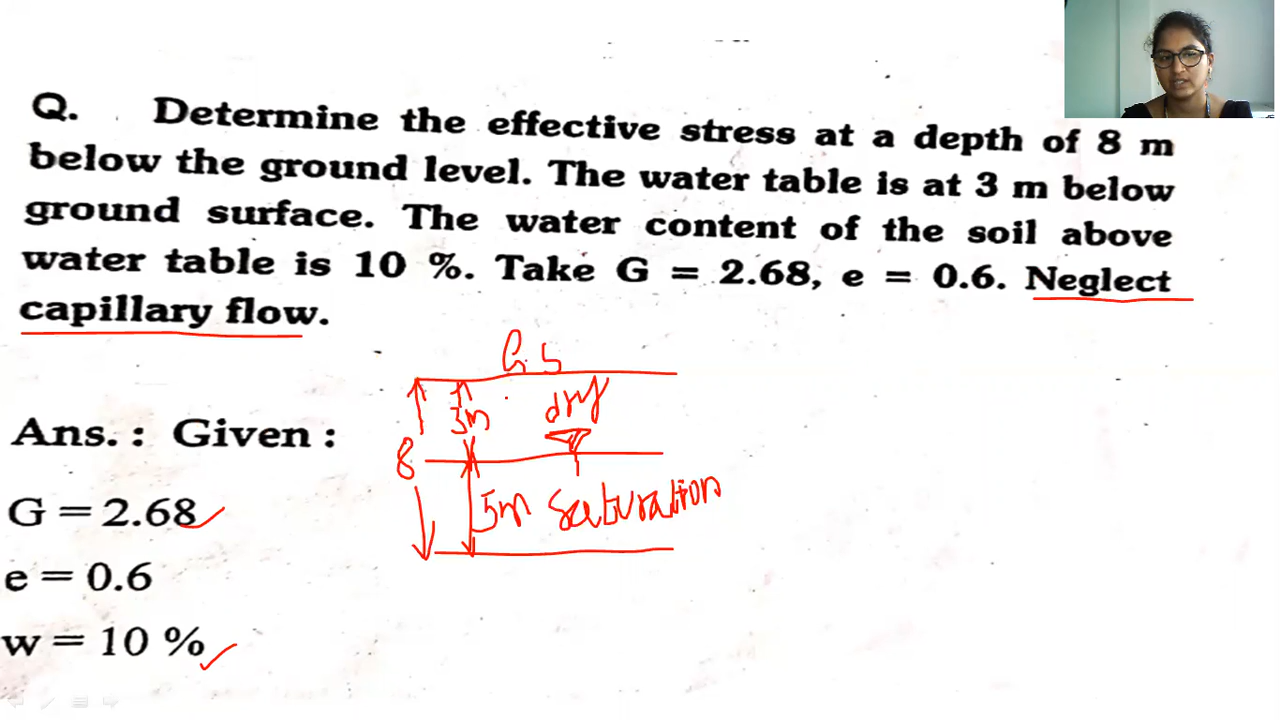 Q. Determine the effective stress at a depth of 8 m
below the ground level. The water table is at 3 m below
ground surface. The water content of the soil above
water table is 10 %. Take G = 2.68, e = 0.6. Neglect
capillary flow.
G.S
3m
dry
8
5m saturation
Ans. : Given :
G = 2.68
e = 0.6
w = 10 %